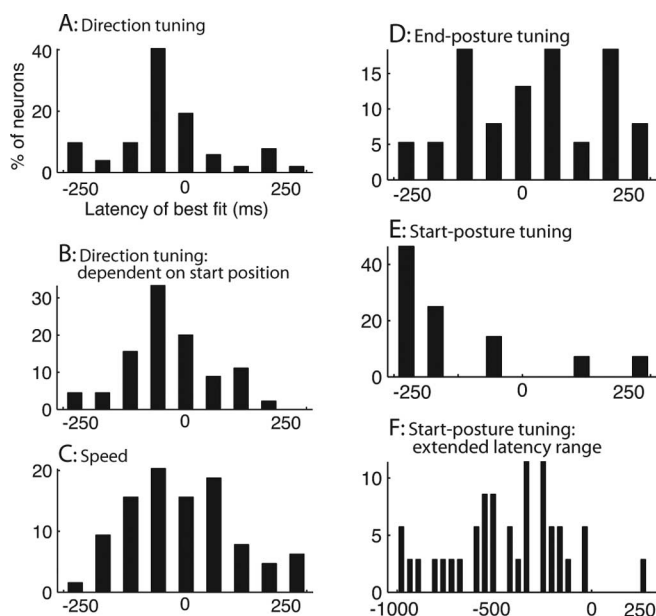 A: Direction tuning
40
20
0
% of neurons
-250 0 250
Latency of best fit (ms)
B: Direction tuning:
dependent on start position
30
20
10
0
-250 0 250
C: Speed
20
10
0
-250 0 250
D: End-posture tuning
15
10
5
0
-250 0 250
E: Start-posture tuning
40
20
0
-250 0 250
F: Start-posture tuning:
extended latency range
10
5
0
-1000 -500 0 250